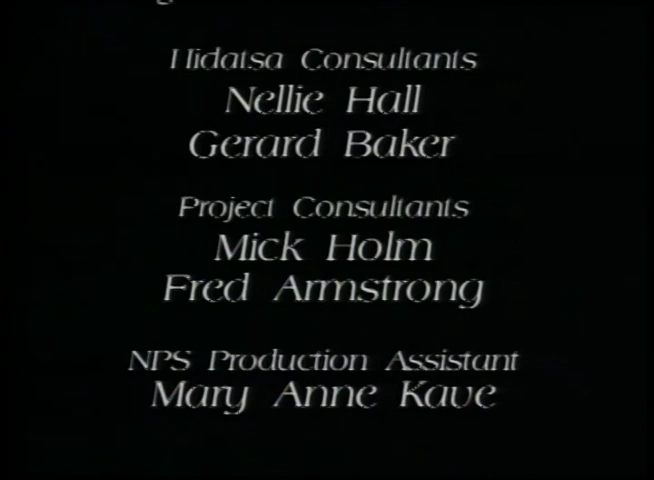 Hidatsa Consultants
Nellie Hall
Gerard Baker
Project Consultants
Mick Holm
Fred Armstrong
NPS Production Assistant
Mary Anne Kave